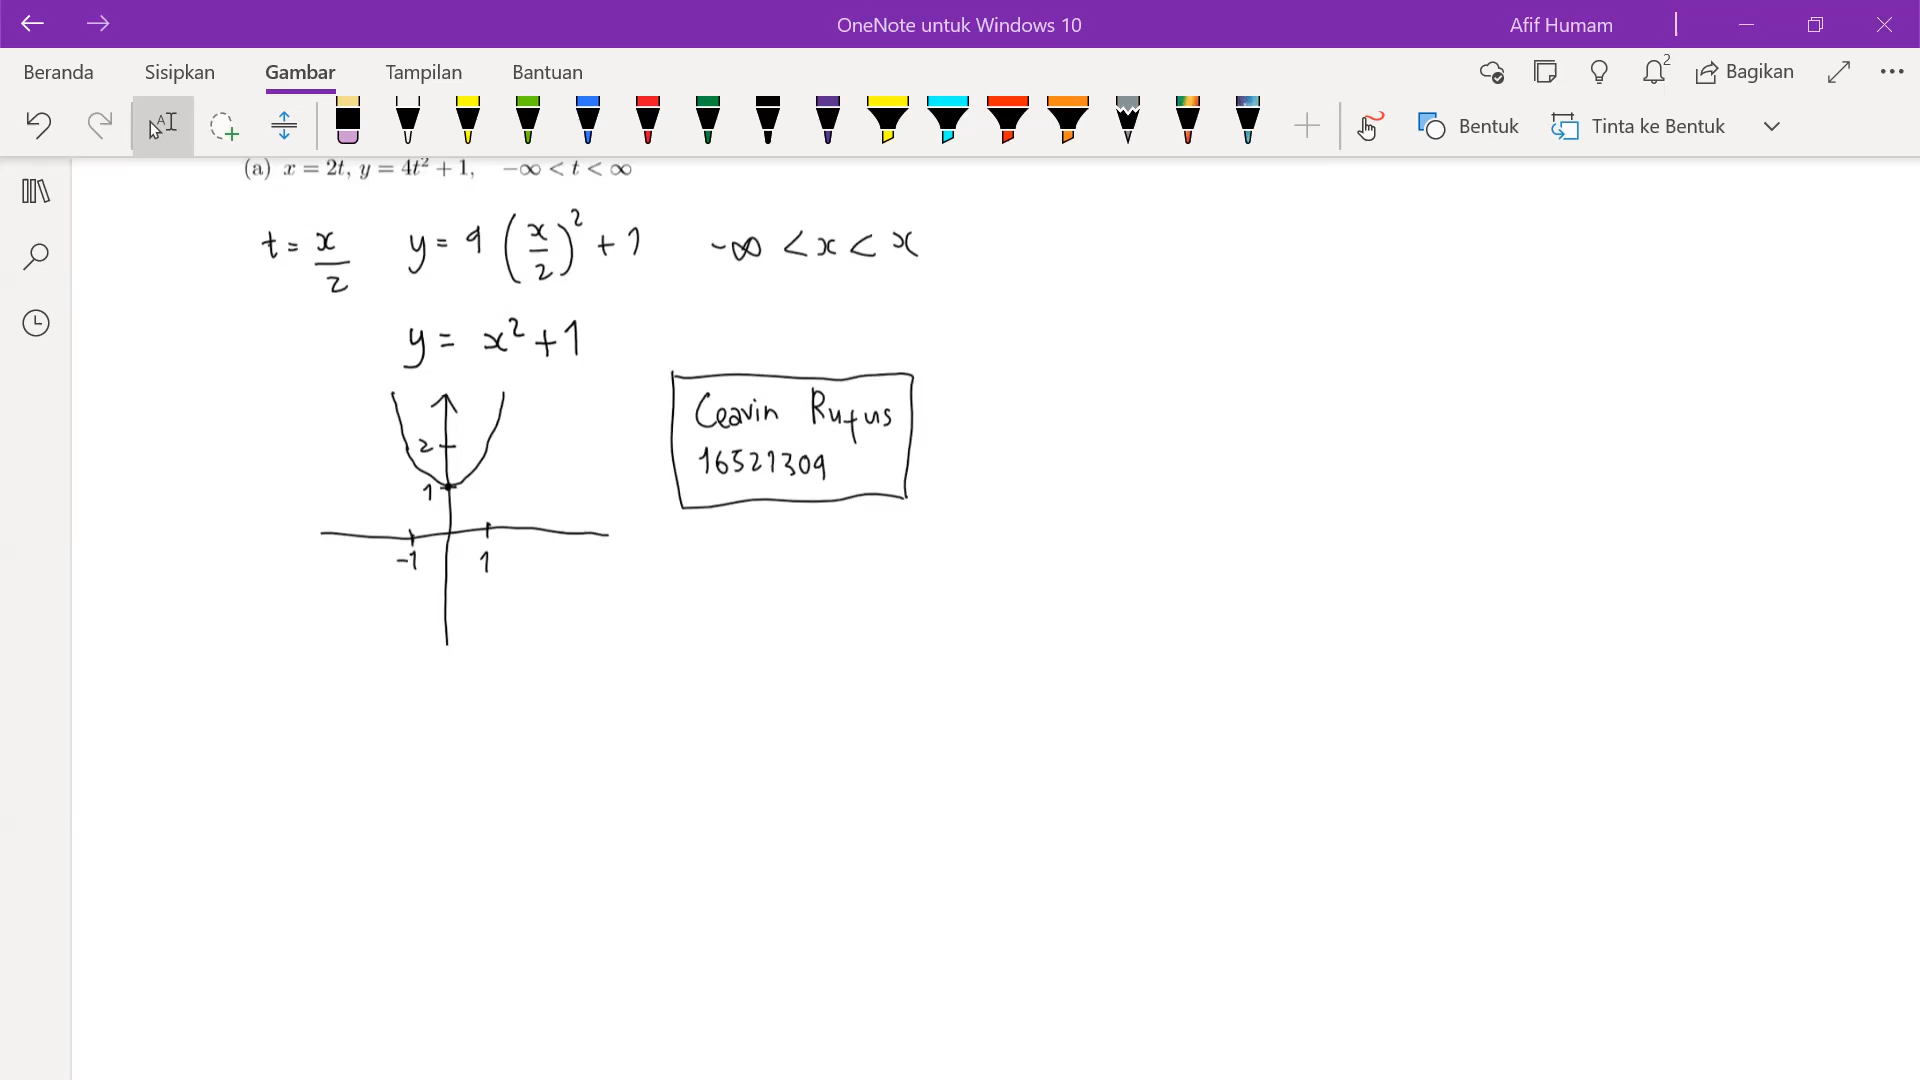 OneNote untuk Windows 10
Afif Humam
Beranda Sisipkan Gambar Tampilan Bantuan
2
Bagikan
Bentuk
Tinta ke Bentuk
(a) x = 2t, y = 4t² + 1, −∞ < t < ∞
t = x/2 y = 4 (x/2)² + 1 -∞ < x < x
y = x² + 1
Ceavin Rufus
16521309
2
1
-1 1